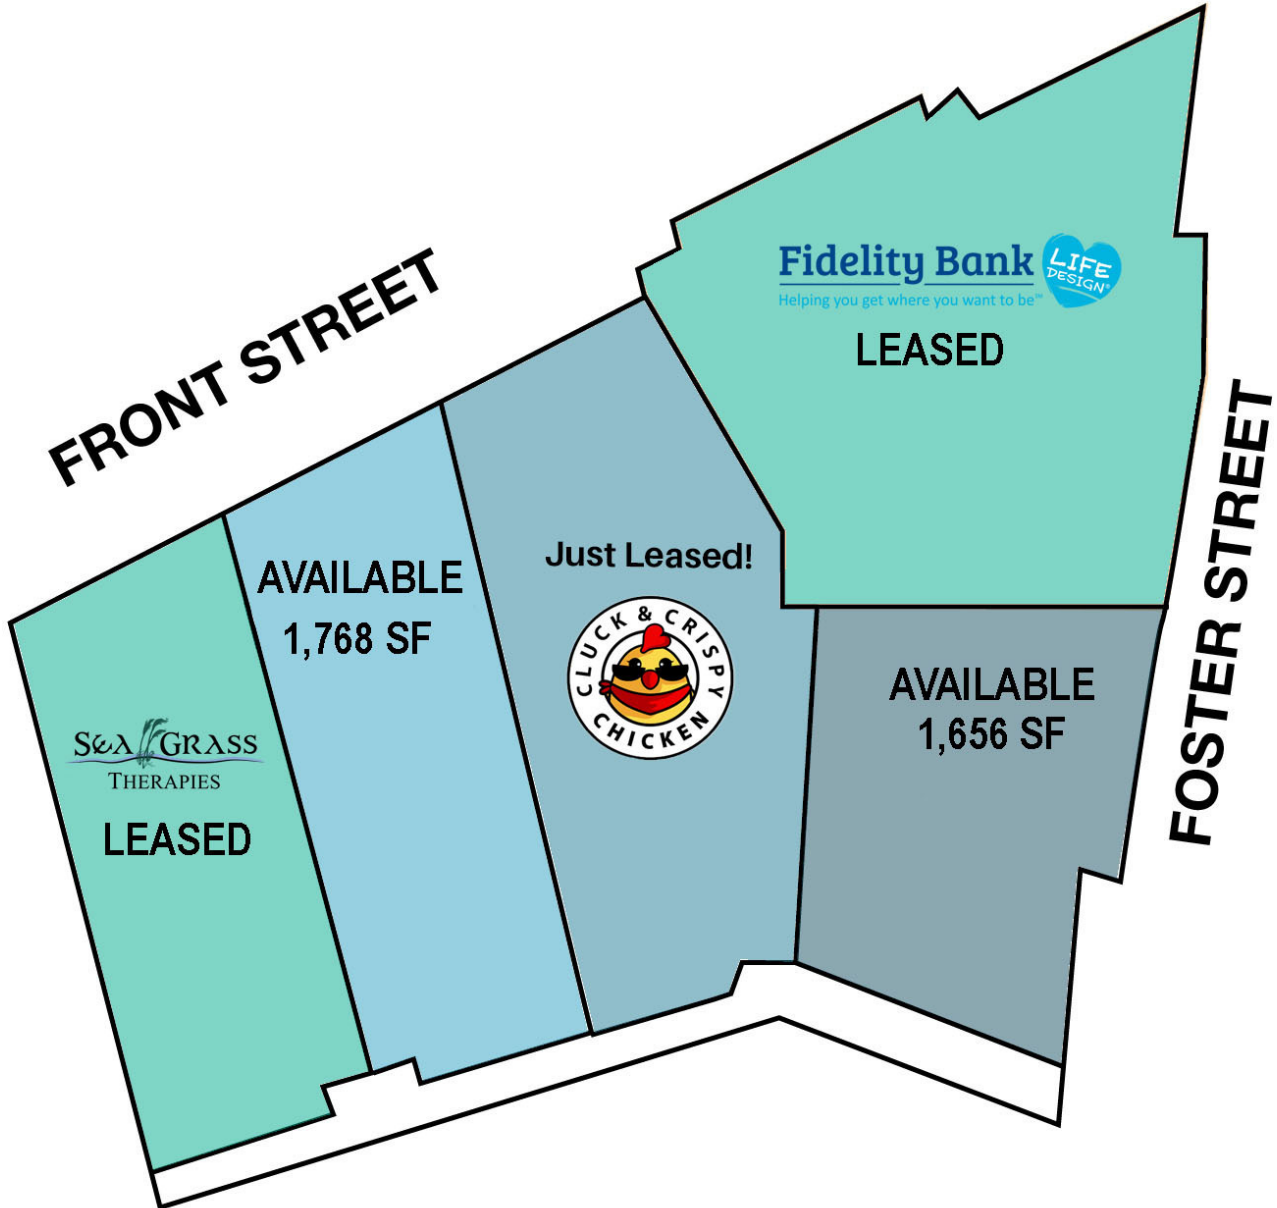 FRONT STREET
Fidelity Bank
LIFE
DESIGN®
Helping you get where you want to be℠
LEASED
FOSTER STREET
AVAILABLE
1,768 SF
Just Leased!
CLUCK & CRISPY
CHICKEN
AVAILABLE
1,656 SF
SEA GRASS
THERAPIES
LEASED